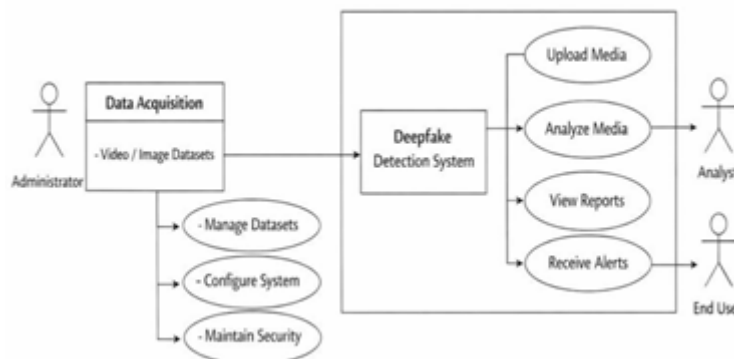 Administrator
Data Acquisition
- Video / Image Datasets
- Manage Datasets
- Configure System
- Maintain Security
Deepfake
Detection System
Upload Media
Analyze Media
View Reports
Receive Alerts
Analyst
End Use